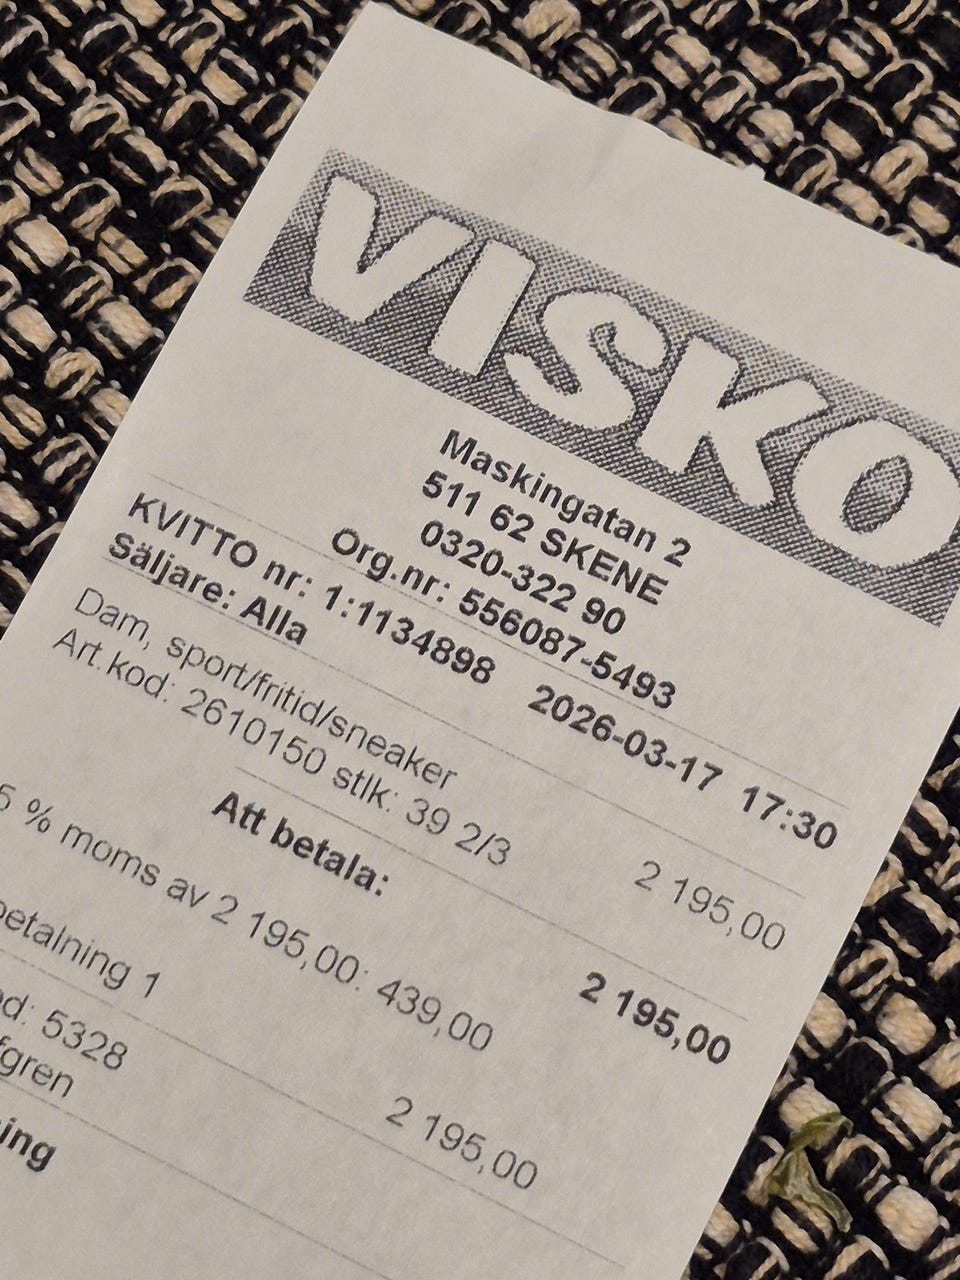 VISKO
Maskingatan 2
511 62 SKENE
0320-322 90
Org.nr: 556087-5493
KVITTO nr: 1:1134898 2026-03-17 17:30
Säljare: Alla
Dam, sport/fritid/sneaker 2 195,00
Art.kod: 2610150 stlk: 39 2/3
Att betala: 2 195,00
5 % moms av 2 195,00: 439,00
betalning 1 2 195,00
od: 5328
fgren
ing